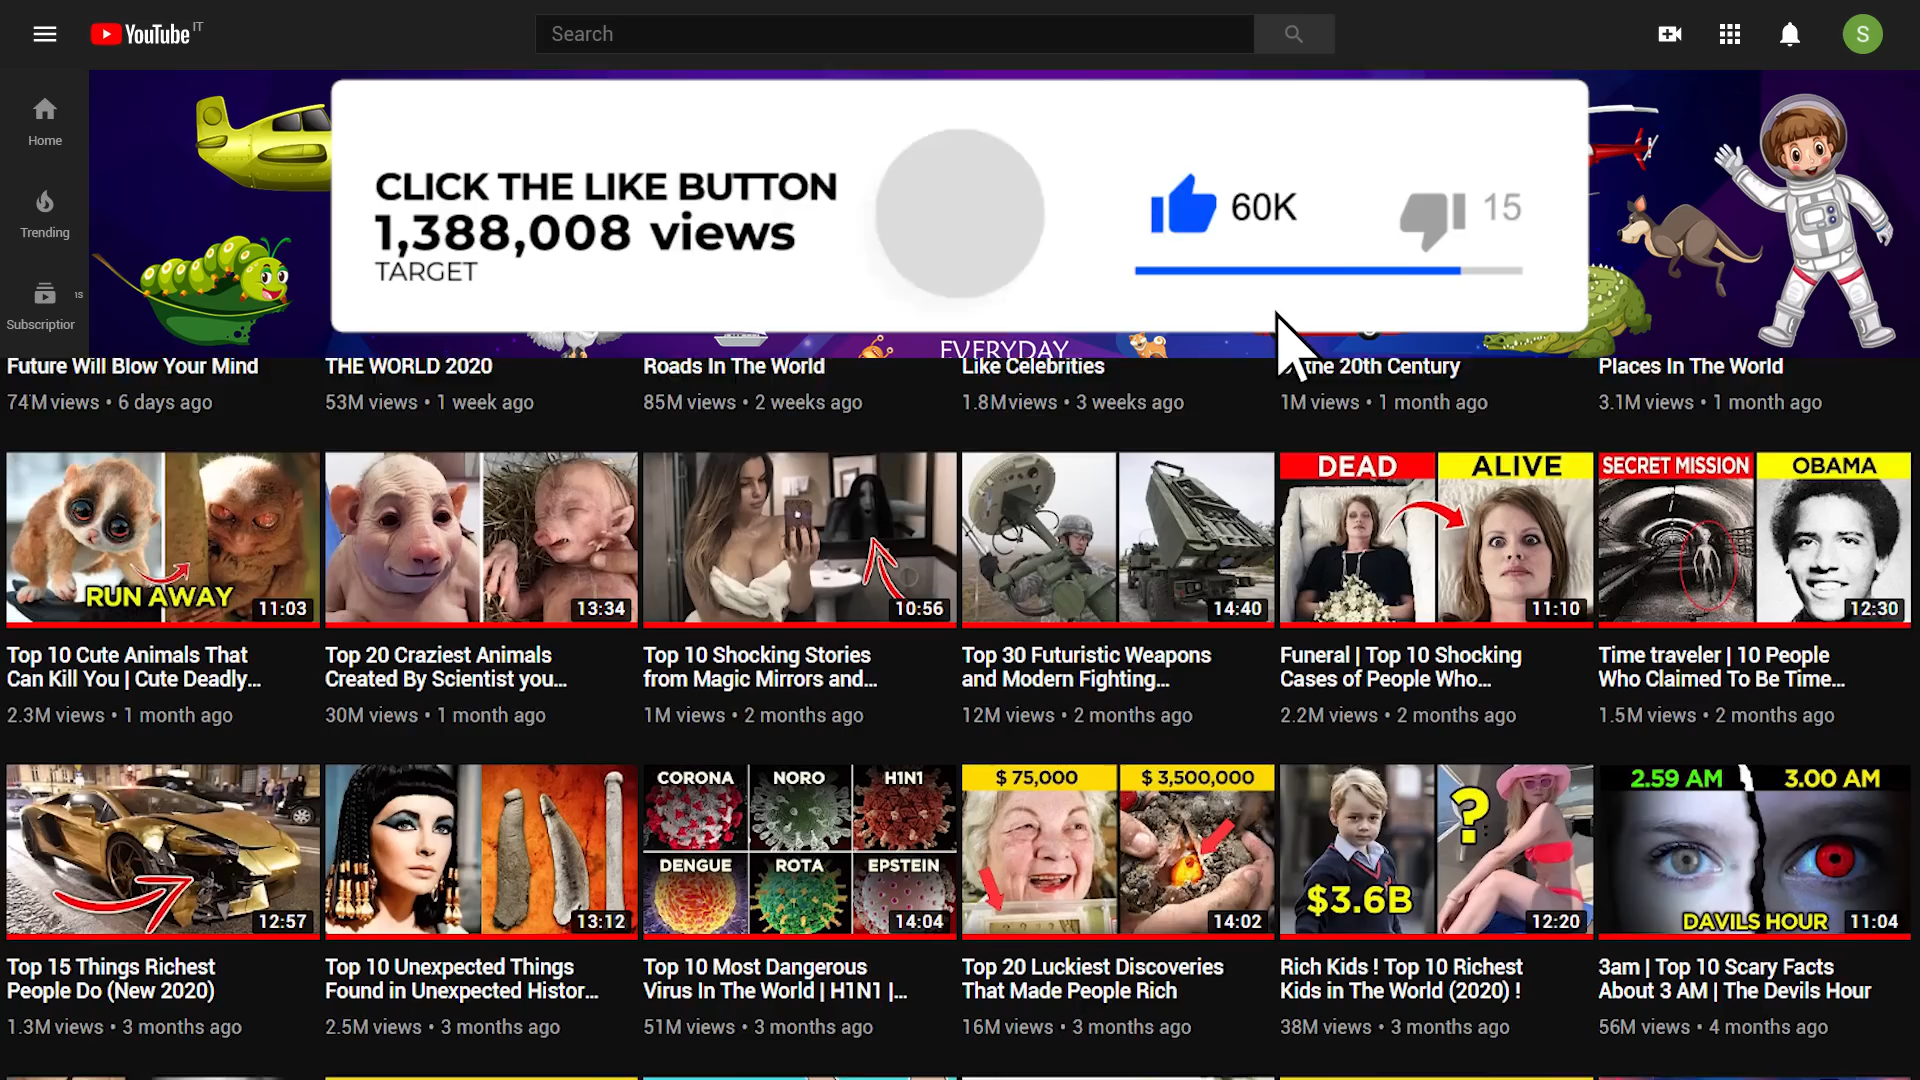 YouTube IT
Search
S
Home
Trending
Subscription
ns
CLICK THE LIKE BUTTON
1,388,008 views
TARGET
60K
15
EVERYDAY
Future Will Blow Your Mind
74M views • 6 days ago
THE WORLD 2020
53M views • 1 week ago
Roads In The World
85M views • 2 weeks ago
Like Celebrities
1.8M views • 3 weeks ago
the 20th Century
1M views • 1 month ago
Places In The World
3.1M views • 1 month ago
RUN AWAY
11:03
13:34
10:56
14:40
DEAD
ALIVE
11:10
SECRET MISSION
OBAMA
12:30
Top 10 Cute Animals That
Can Kill You | Cute Deadly...
2.3M views • 1 month ago
Top 20 Craziest Animals
Created By Scientist you...
30M views • 1 month ago
Top 10 Shocking Stories
from Magic Mirrors and...
1M views • 2 months ago
Top 30 Futuristic Weapons
and Modern Fighting...
12M views • 2 months ago
Funeral | Top 10 Shocking
Cases of People Who...
2.2M views • 2 months ago
Time traveler | 10 People
Who Claimed To Be Time...
1.5M views • 2 months ago
12:57
13:12
CORONA NORO H1N1
DENGUE ROTA EPSTEIN
14:04
$ 75,000
$ 3,500,000
14:02
$3.6B
?
12:20
2.59 AM
3.00 AM
DAVILS HOUR
11:04
Top 15 Things Richest
People Do (New 2020)
1.3M views • 3 months ago
Top 10 Unexpected Things
Found in Unexpected Histor...
2.5M views • 3 months ago
Top 10 Most Dangerous
Virus In The World | H1N1 |...
51M views • 3 months ago
Top 20 Luckiest Discoveries
That Made People Rich
16M views • 3 months ago
Rich Kids ! Top 10 Richest
Kids in The World (2020) !
38M views • 3 months ago
3am | Top 10 Scary Facts
About 3 AM | The Devils Hour
56M views • 4 months ago